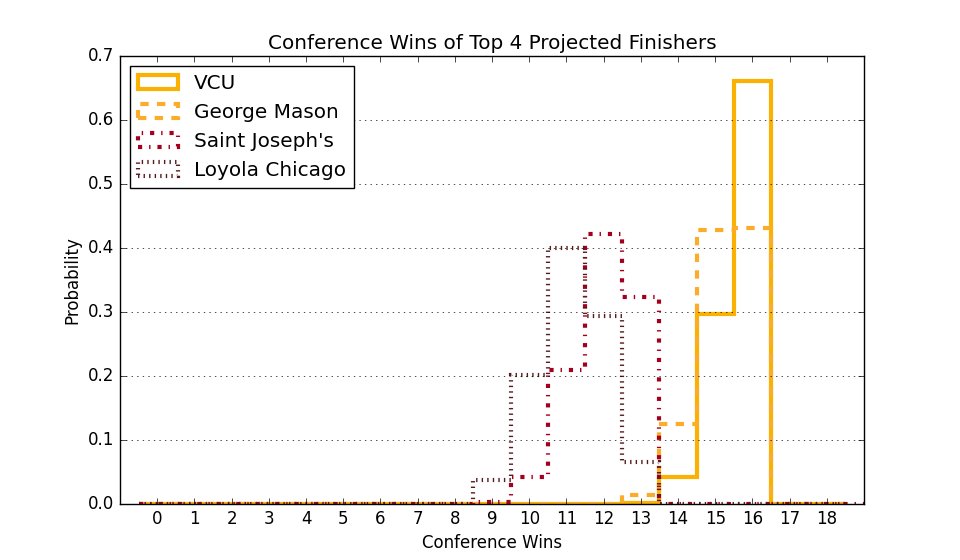 Conference Wins of Top 4 Projected Finishers
0.7
0.6
0.5
0.4
0.3
0.2
0.1
0.0
Probability
VCU
George Mason
Saint Joseph's
Loyola Chicago
0 1 2 3 4 5 6 7 8 9 10 11 12 13 14 15 16 17 18
Conference Wins